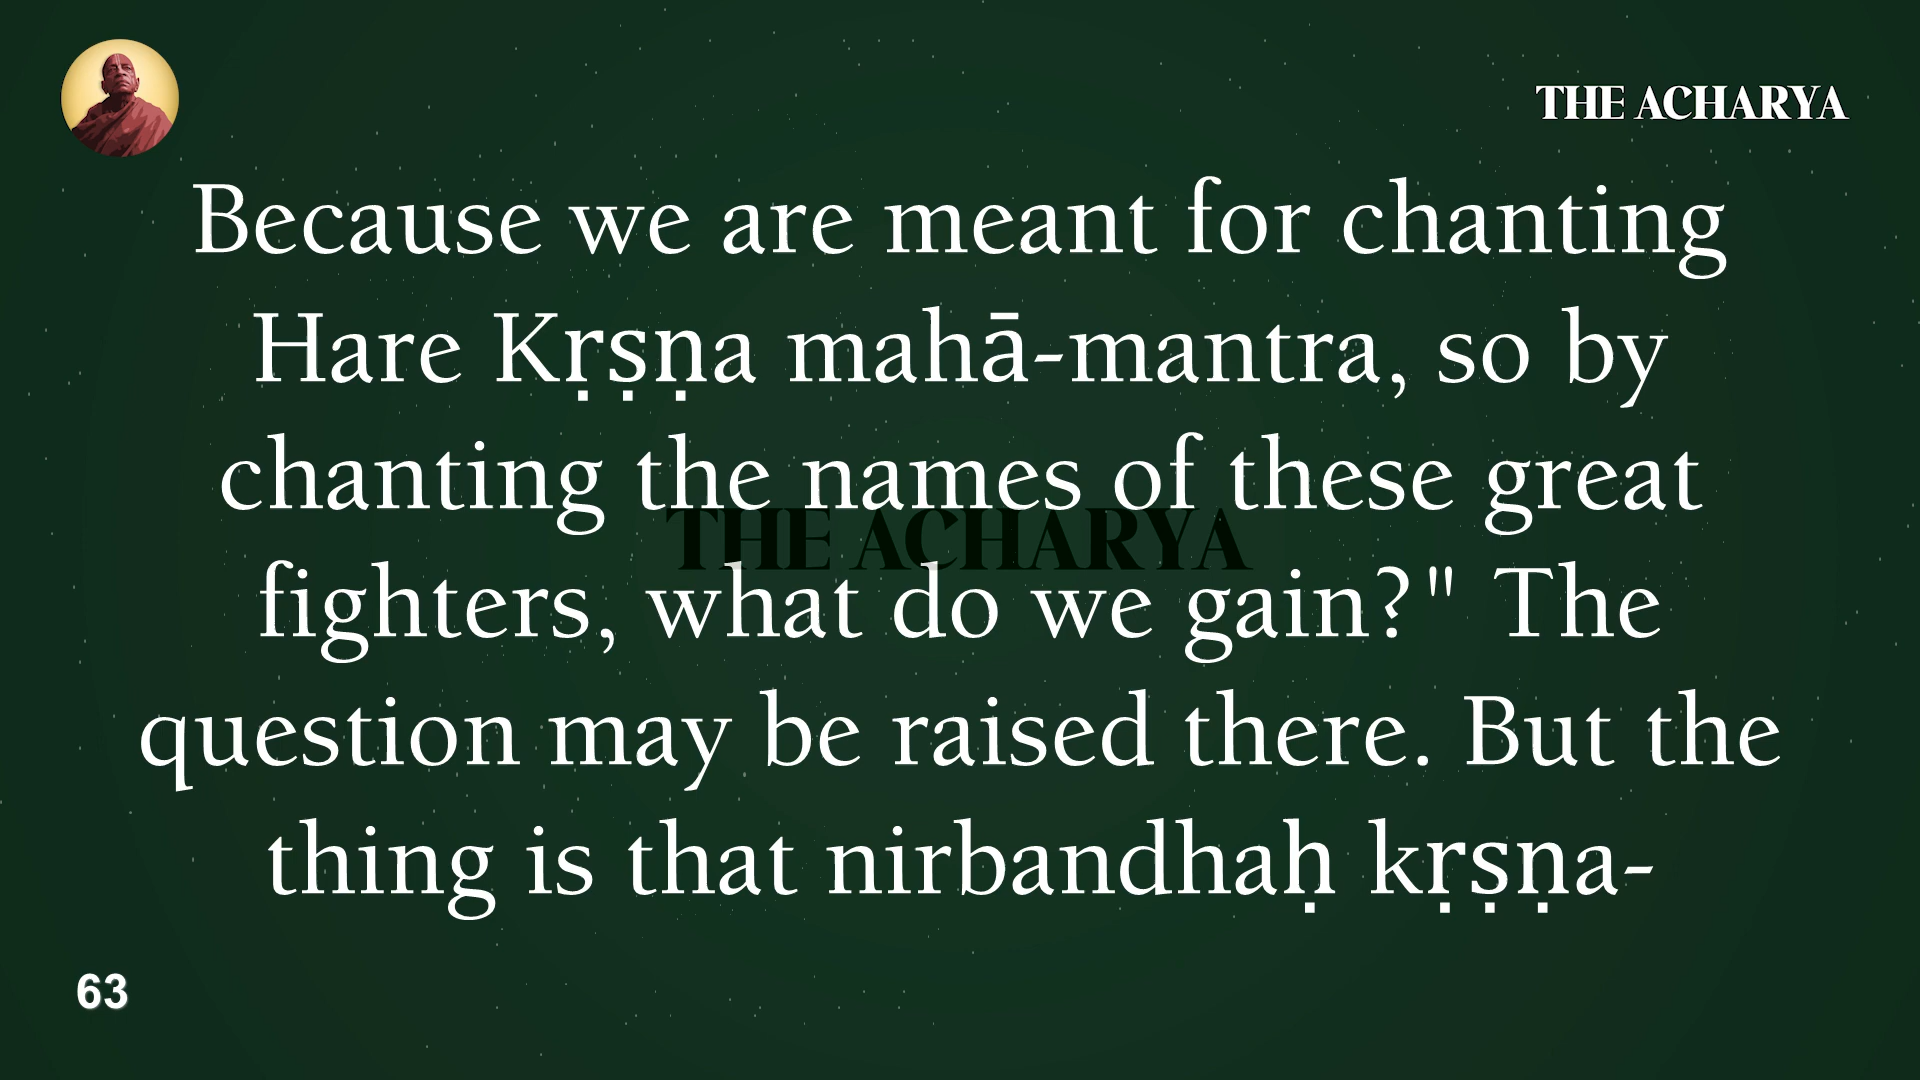 THE ACHARYA
Because we are meant for chanting
Hare Kṛṣṇa mahā-mantra, so by
chanting the names of these great
THE ACHARYA
fighters, what do we gain?" The
question may be raised there. But the
thing is that nirbandhaḥ kṛṣṇa-
63